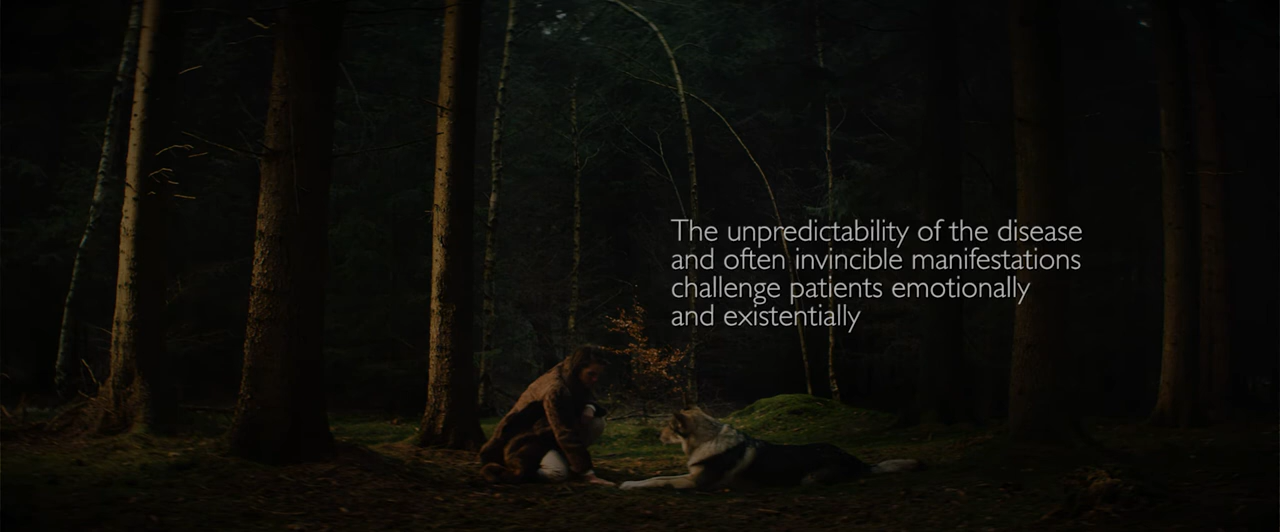 The unpredictability of the disease
and often invincible manifestations
challenge patients emotionally
and existentially